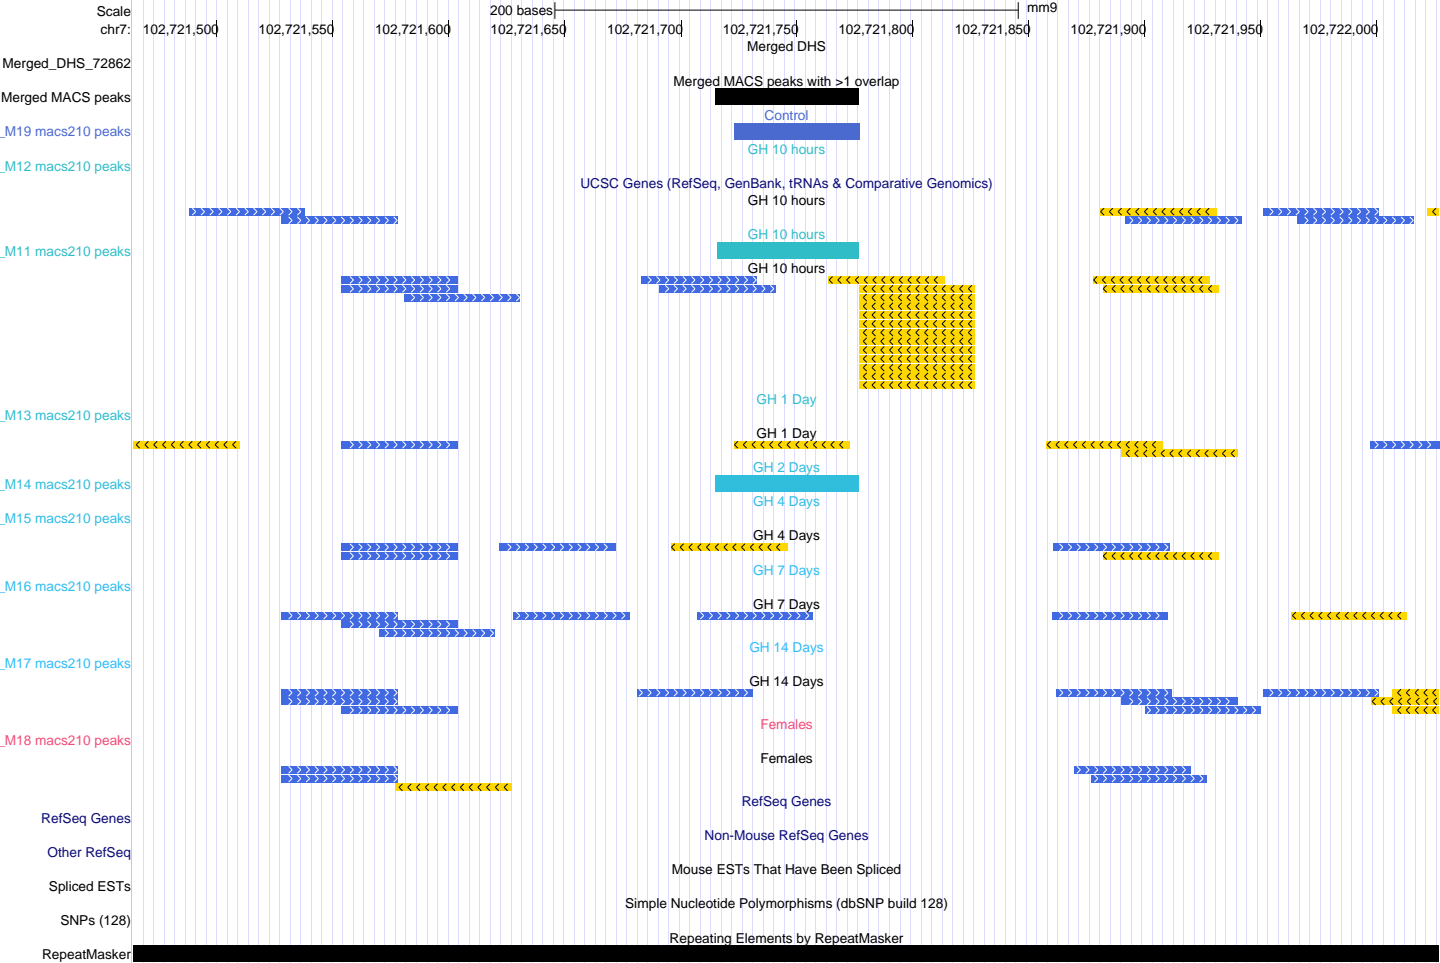 Scale 200 bases mm9
chr7: 102,721,500 102,721,550 102,721,600 102,721,650 102,721,700 102,721,750 102,721,800 102,721,850 102,721,900 102,721,950 102,722,000
Merged DHS
Merged_DHS_72862
Merged MACS peaks with >1 overlap
Merged MACS peaks
Control
_M19 macs210 peaks
GH 10 hours
_M12 macs210 peaks
UCSC Genes (RefSeq, GenBank, tRNAs & Comparative Genomics)
GH 10 hours
GH 10 hours
_M11 macs210 peaks
GH 10 hours
GH 1 Day
_M13 macs210 peaks
GH 1 Day
GH 2 Days
_M14 macs210 peaks
GH 4 Days
_M15 macs210 peaks
GH 4 Days
GH 7 Days
_M16 macs210 peaks
GH 7 Days
GH 14 Days
_M17 macs210 peaks
GH 14 Days
Females
_M18 macs210 peaks
Females
RefSeq Genes
RefSeq Genes
Non-Mouse RefSeq Genes
Other RefSeq
Mouse ESTs That Have Been Spliced
Spliced ESTs
Simple Nucleotide Polymorphisms (dbSNP build 128)
SNPs (128)
Repeating Elements by RepeatMasker
RepeatMasker